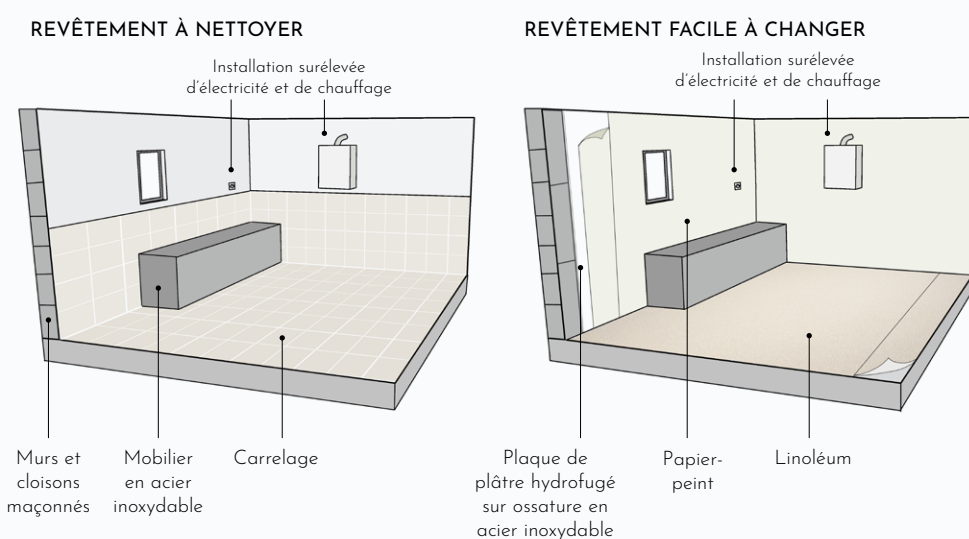 REVÊTEMENT À NETTOYER
Installation surélevée
d'électricité et de chauffage
Murs et
cloisons
maçonnés
Mobilier
en acier
inoxydable
Carrelage
REVÊTEMENT FACILE À CHANGER
Installation surélevée
d'électricité et de chauffage
Plaque de
plâtre hydrofugé
sur ossature en
acier inoxydable
Papier-
peint
Linoléum